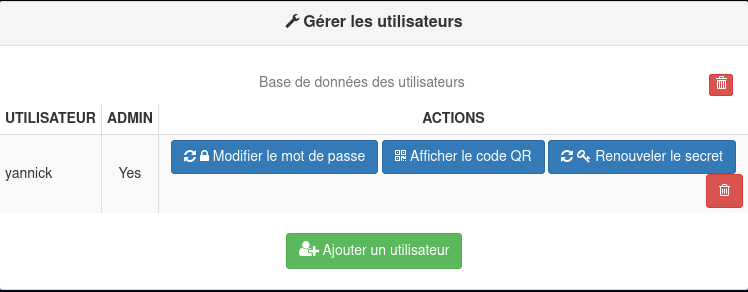 Gérer les utilisateurs
Base de données des utilisateurs
UTILISATEUR ADMIN ACTIONS
yannick Yes Modifier le mot de passe Afficher le code QR Renouveler le secret
Ajouter un utilisateur